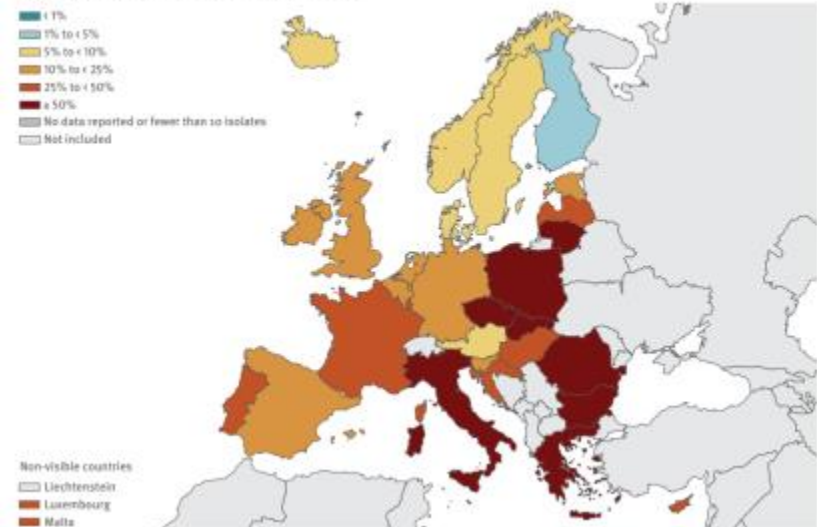 < 1%
1% to < 5%
5% to < 10%
10% to < 25%
25% to < 50%
≥ 50%
No data reported or fewer than 10 isolates
Not included
Non-visible countries
Liechtenstein
Luxembourg
Malta